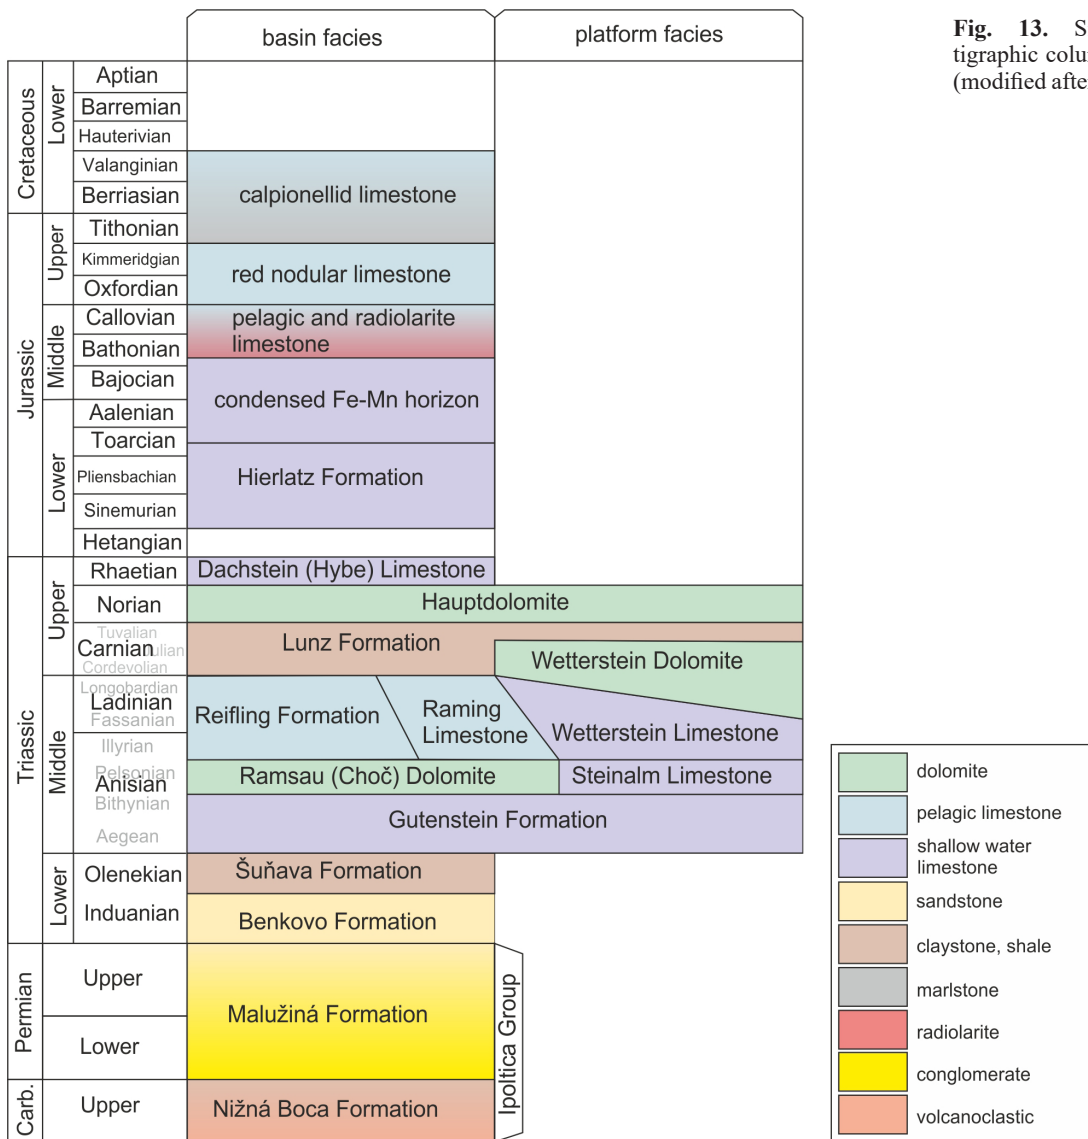 basin facies
platform facies
Fig. 13. S
tigraphic colu
(modified afte
Cretaceous
Lower
Aptian
Barremian
Hauterivian
Valanginian
Berriasian
calpionellid limestone
Jurassic
Upper
Tithonian
Kimmeridgian
Oxfordian
red nodular limestone
Middle
Callovian
Bathonian
Bajocian
pelagic and radiolarite
limestone
condensed Fe-Mn horizon
Lower
Aalenian
Toarcian
Pliensbachian
Sinemurian
Hetangian
Hierlatz Formation
Triassic
Upper
Rhaetian
Dachstein (Hybe) Limestone
Norian
Hauptdolomite
Tuvalian
Carnian
Cordevolian
Lunz Formation
Wetterstein Dolomite
Middle
Longobardian
Ladinian
Fassanian
Reifling Formation
Raming
Limestone
Wetterstein Limestone
Illyrian
Pelsonian
Anisian
Bithynian
Aegean
Ramsau (Choč) Dolomite
Steinalm Limestone
Gutenstein Formation
Lower
Olenekian
Šuňava Formation
Induanian
Benkovo Formation
Permian
Upper
Lower
Malužiná Formation
Ipoltica Group
Carb.
Upper
Nižná Boca Formation
dolomite
pelagic limestone
shallow water
limestone
sandstone
claystone, shale
marlstone
radiolarite
conglomerate
volcanoclastic